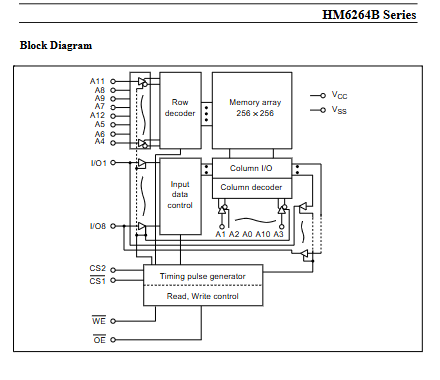 HM6264B Series
Block Diagram
A11
A8
A9
A7
A12
A5
A6
A4
Row
decoder
Memory array
256 × 256
VCC
VSS
I/O1
I/O8
Input
data
control
Column I/O
Column decoder
A1 A2 A0 A10 A3
CS2
CS1
Timing pulse generator
Read, Write control
WE
OE